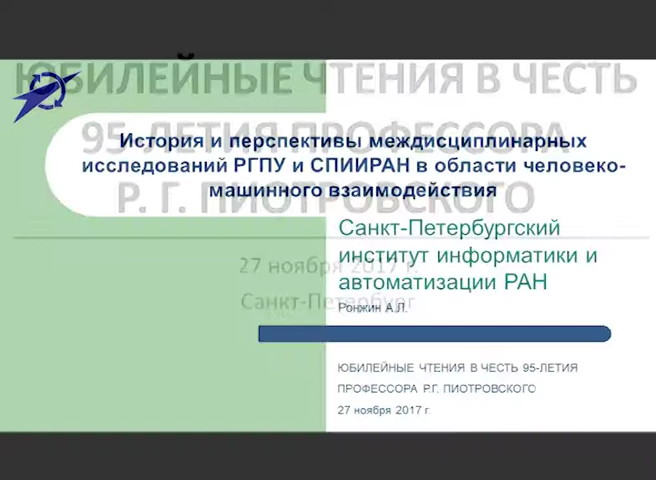 ЮБИЛЕЙНЫЕ ЧТЕНИЯ В ЧЕСТЬ
95-ЛЕТИЯ ПРОФЕССОРА
Р. Г. ПИОТРОВСКОГО
27 ноября 2017 г.
Санкт-Петербург
История и перспективы междисциплинарных
исследований РГПУ и СПИИРАН в области человеко-
машинного взаимодействия
Санкт-Петербургский
институт информатики и
автоматизации РАН
Ронжин А.Л.
ЮБИЛЕЙНЫЕ ЧТЕНИЯ В ЧЕСТЬ 95-ЛЕТИЯ
ПРОФЕССОРА Р.Г. ПИОТРОВСКОГО
27 ноября 2017 г.